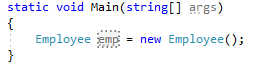 static void Main(string[] args)
{
Employee emp = new Employee();
}